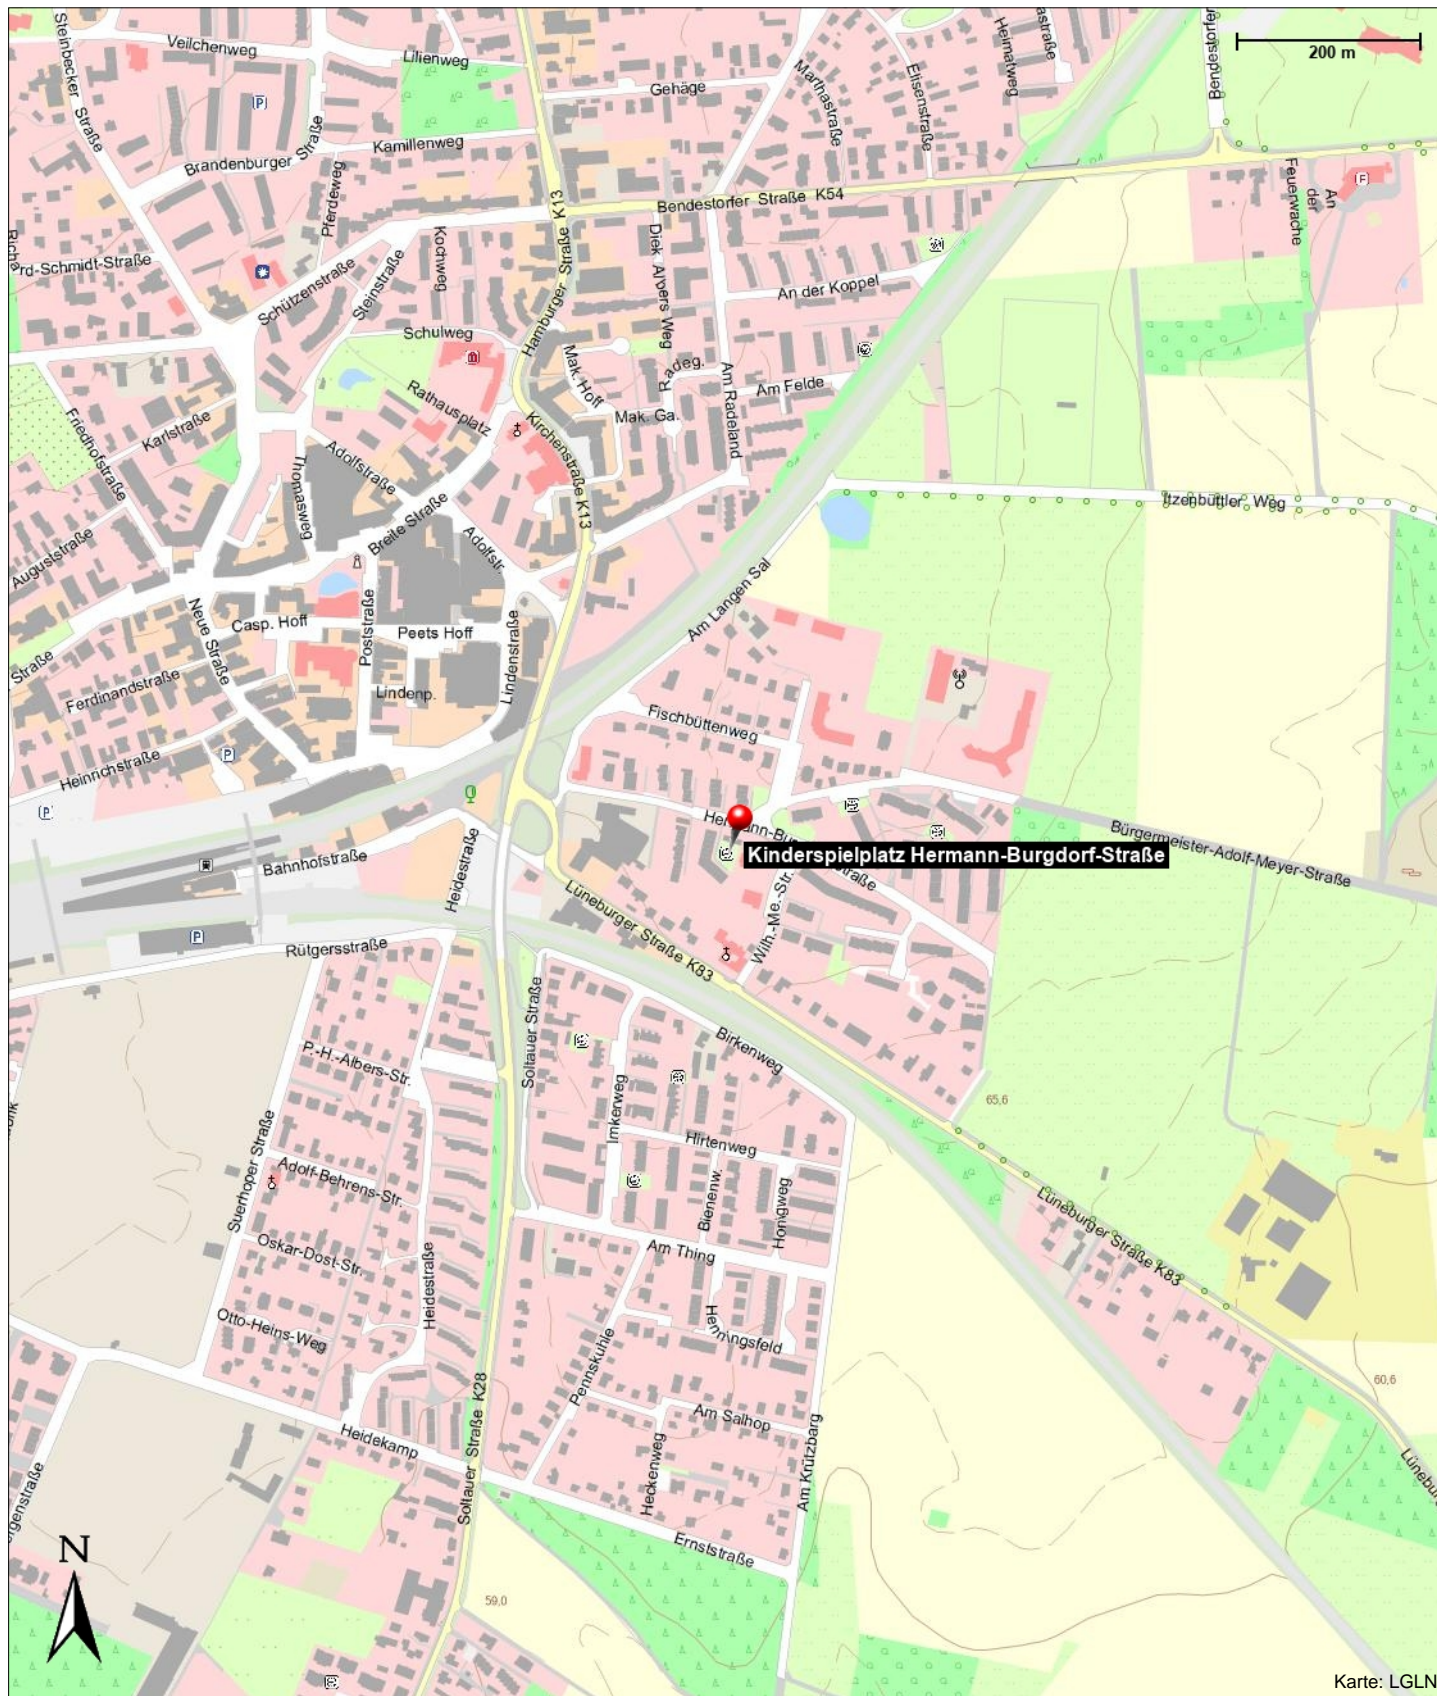 Steinbecker Straße
Veilchenweg
Lilienweg
Gehäge
Marthastraße
Elisenstraße
Heimatweg
200 m
P
Brandenburger Straße
Kamillenweg
Pferdeweg
Bendestorfer Straße K54
Feuerwache
An der
F
rd-Schmidt-Straße
Schützenstraße
Steinstraße
Kochweg
Hamburger Straße K13
Diek Albers Weg
An der Koppel
Schulweg
Rathausplatz
Mak. Hoff
Radeg.
Am Radeland
Am Felde
Mak. Ga.
Friedhofstraße
Karlstraße
Kirchenstraße K13
Adolfstraße
Thomasweg
Breite Straße
Adolfstr.
Itzenbüttler Weg
Auguststraße
Am Langen Sal
Neue Straße
Casp. Hoff
Poststraße
Peets Hoff
Lindenstraße
Straße
Ferdinandstraße
Lindenp.
Fischbüttenweg
Heinrichstraße
P
P
Kinderspielplatz Hermann-Burgdorf-Straße
Bürgermeister-Adolf-Meyer-Straße
Bahnhofstraße
Heidestraße
Lüneburger Straße K83
Wilh.-Me.-Str.
P
Rütgersstraße
Soltauer Straße
Birkenweg
P.-H.-Albers-Str.
Imkerweg
65,6
Suerhoper Straße
Hirtenweg
Adolf-Behrens-Str.
Bienenw.
Honigweg
Lüneburger Straße K83
Oskar-Dost-Str.
Heidestraße
Am Thing
Otto-Heins-Weg
Henningsfeld
Pennskuhle
60,6
Soltauer Straße K28
Am Salhop
Heidekamp
Heckenweg
Am Krützbarg
Ernststraße
N
59,0
Karte: LGLN